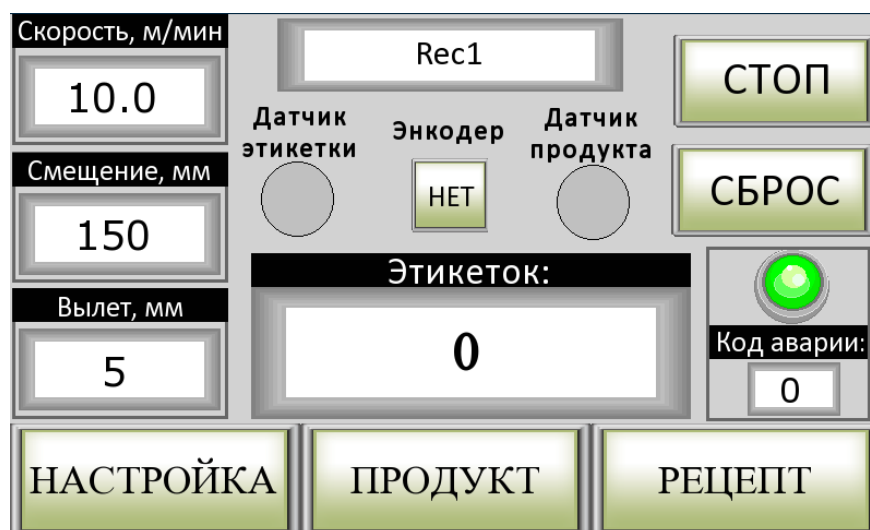 Скорость, м/мин
10.0
Смещение, мм
150
Вылет, мм
5
Rec1
Датчик
этикетки
Энкодер
НЕТ
Датчик
продукта
Этикеток:
0
СТОП
СБРОС
Код аварии:
0
НАСТРОЙКА
ПРОДУКТ
РЕЦЕПТ